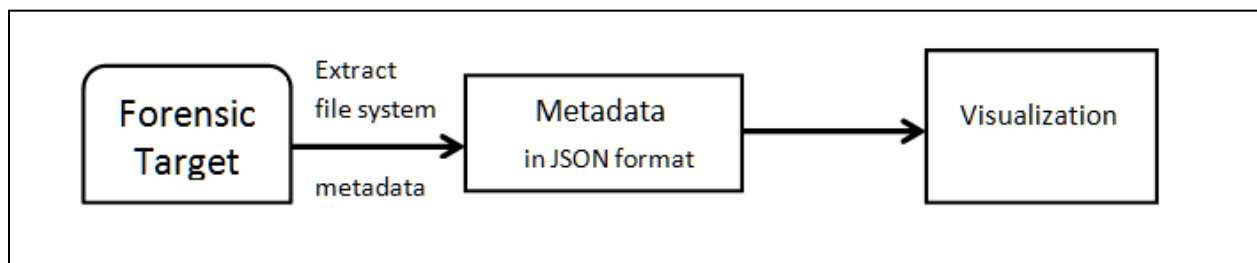 Forensic
Target
Extract
file system
metadata
Metadata
in JSON format
Visualization